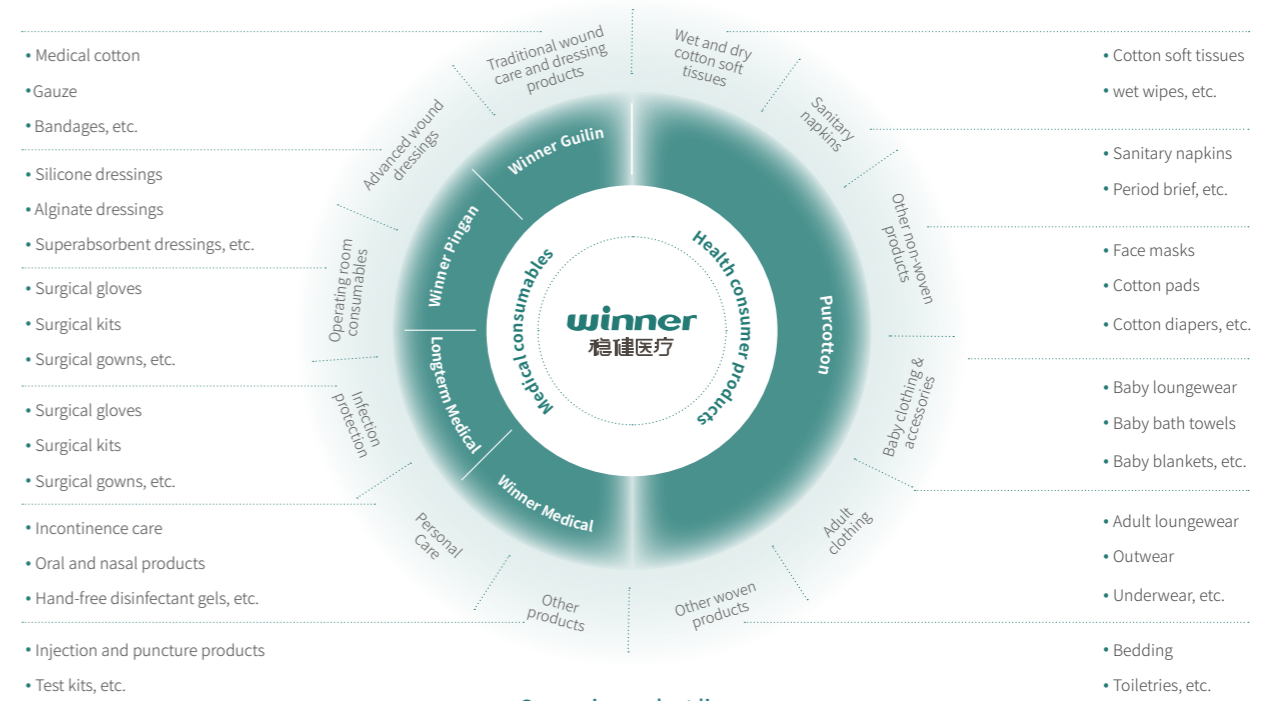 • Medical cotton
• Gauze
• Bandages, etc.
• Silicone dressings
• Alginate dressings
• Superabsorbent dressings, etc.
• Surgical gloves
• Surgical kits
• Surgical gowns, etc.
• Surgical gloves
• Surgical kits
• Surgical gowns, etc.
• Incontinence care
• Oral and nasal products
• Hand-free disinfectant gels, etc.
• Injection and puncture products
• Test kits, etc.
Traditional wound
care and dressing
products
Advanced wound
dressings
Operating room
consumables
Infection
protection
Personal
Care
Other
products
Winner Guilin
Winner Pingan
Longterm Medical
Winner Medical
Medical consumables
winner
稳健医疗
Health consumer products
Purcotton
Wet and dry
cotton soft
tissues
Sanitary
napkins
Other non-woven
products
Baby clothing &
accessories
Adult
clothing
Other woven
products
• Cotton soft tissues
• wet wipes, etc.
• Sanitary napkins
• Period brief, etc.
• Face masks
• Cotton pads
• Cotton diapers, etc.
• Baby loungewear
• Baby bath towels
• Baby blankets, etc.
• Adult loungewear
• Outwear
• Underwear, etc.
• Bedding
• Toiletries, etc.